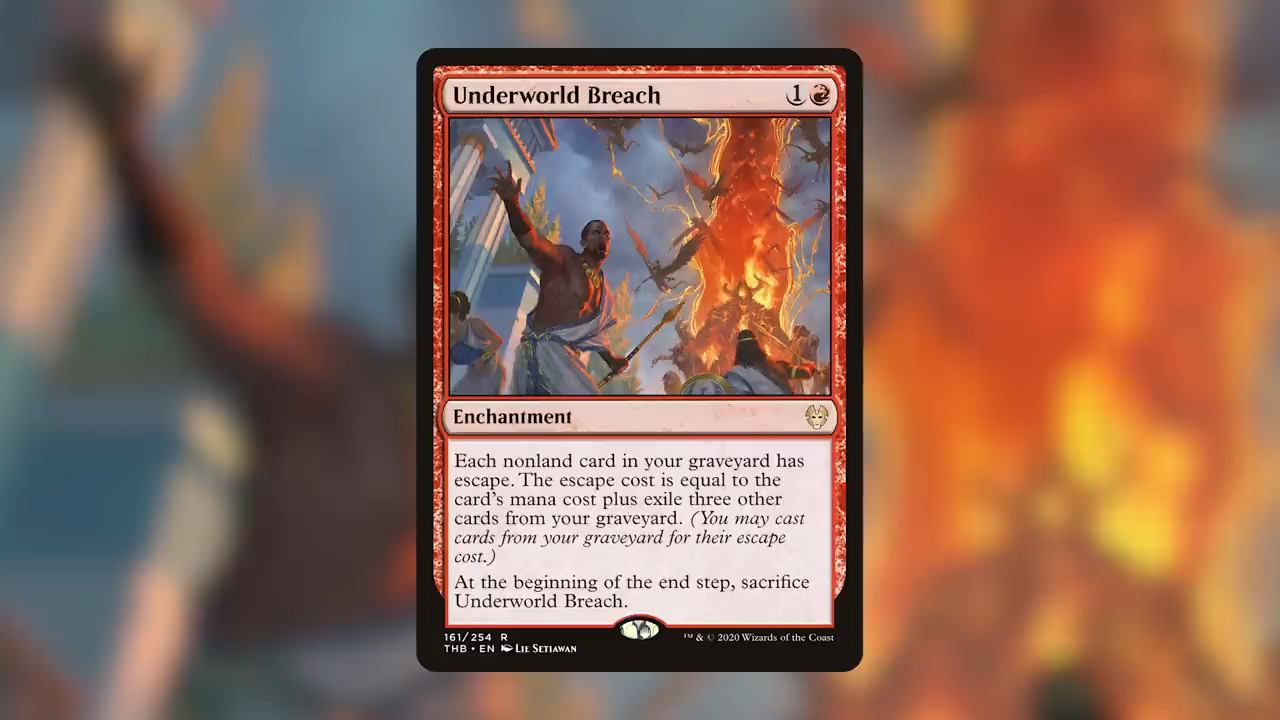 Underworld Breach 1
Enchantment
Each nonland card in your graveyard has
escape. The escape cost is equal to the
card's mana cost plus exile three other
cards from your graveyard. (You may cast
cards from your graveyard for their escape
cost.)
At the beginning of the end step, sacrifice
Underworld Breach.
161/254 R
THB • EN Lie Setiawan
™ & © 2020 Wizards of the Coast